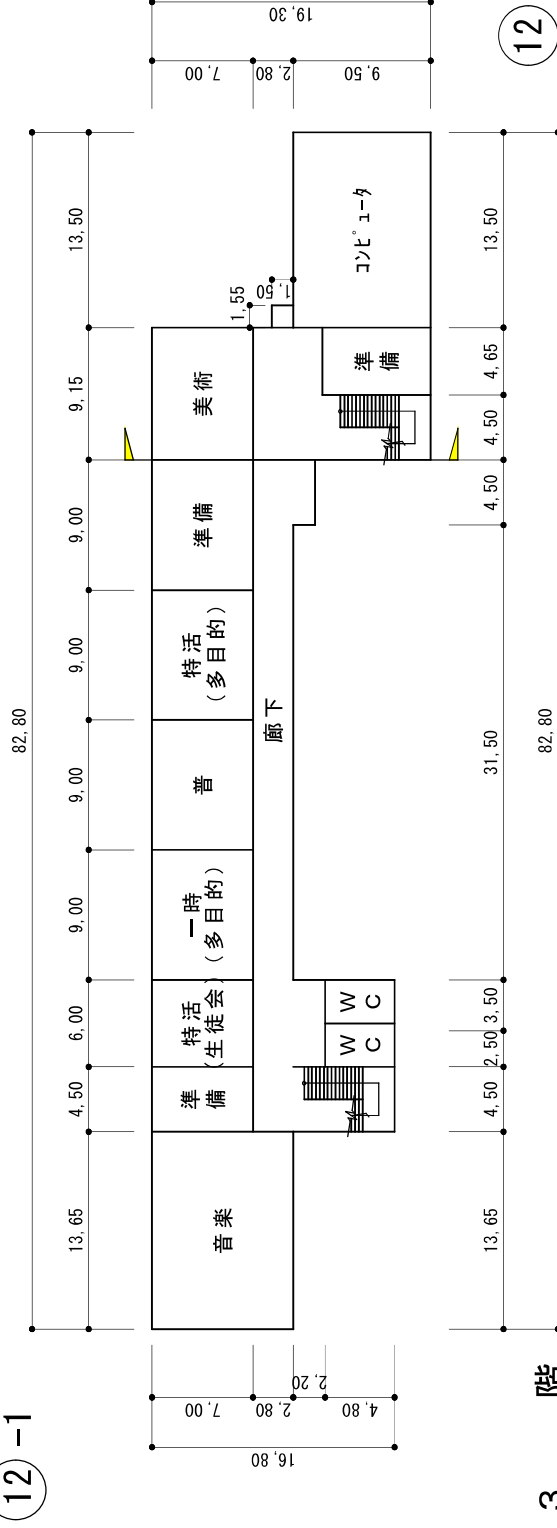 12 -1
82,80
13,65
4,50
6,00
9,00
9,00
9,00
9,00
9,15
13,50
16,80
7,00
2,80
2,20
4,80
音楽
準備
特活
(生徒会)
一時
(多目的)
普
特活
(多目的)
準備
美術
1,55
1,50
廊下
WC
WC
準備
コンピュータ
7,00
2,80
9,50
19,30
13,65
4,50
2,50
3,50
31,50
4,50
4,50
4,65
13,50
82,80
3 階
12